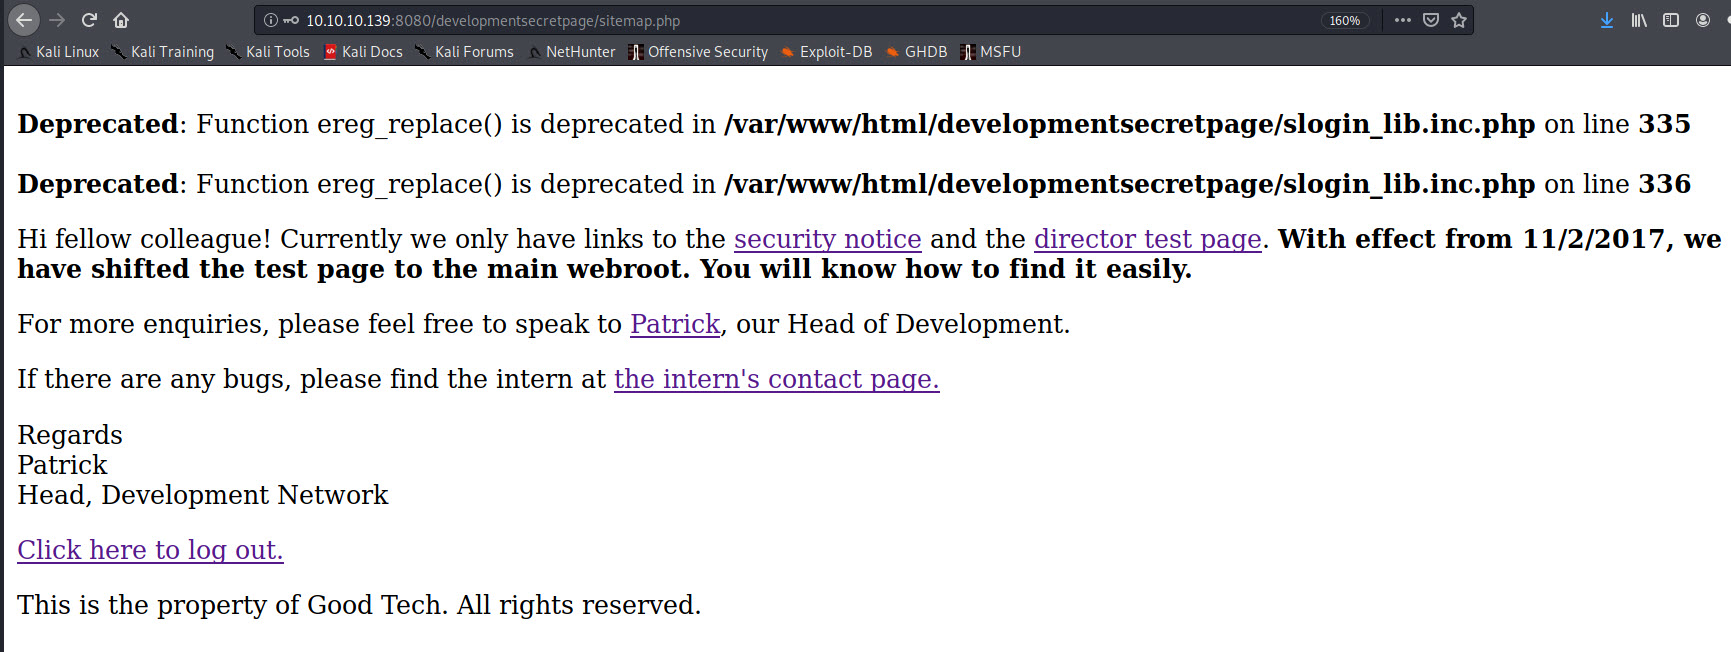 10.10.10.139:8080/developmentsecretpage/sitemap.php 160%
Kali Linux Kali Training Kali Tools Kali Docs Kali Forums NetHunter Offensive Security Exploit-DB GHDB MSFU
Deprecated: Function ereg_replace() is deprecated in /var/www/html/developmentsecretpage/slogin_lib.inc.php on line 335
Deprecated: Function ereg_replace() is deprecated in /var/www/html/developmentsecretpage/slogin_lib.inc.php on line 336
Hi fellow colleague! Currently we only have links to the security notice and the director test page. With effect from 11/2/2017, we
have shifted the test page to the main webroot. You will know how to find it easily.
For more enquiries, please feel free to speak to Patrick, our Head of Development.
If there are any bugs, please find the intern at the intern's contact page.
Regards
Patrick
Head, Development Network
Click here to log out.
This is the property of Good Tech. All rights reserved.